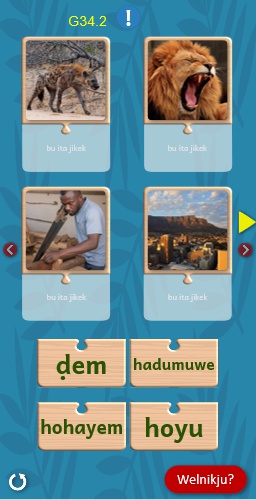 G34.2
!
bu ita jikek
bu ita jikek
bu ita jikek
bu ita jikek
ḍem
hadumuwe
hohayem
hoyu
Welnikju?